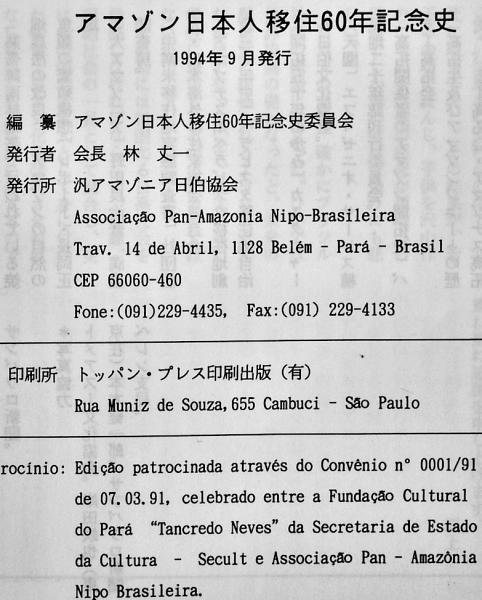 アマゾン日本人移住60年記念史
1994年9月発行
編 纂 アマゾン日本人移住60年記念史委員会
発行者 会長 林 丈一
発行所 汎アマゾニア日伯協会
Associação Pan-Amazonia Nipo-Brasileira
Trav. 14 de Abril, 1128 Belém - Pará - Brasil
CEP 66060-460
Fone:(091)229-4435, Fax:(091) 229-4133
印刷所 トッパン・プレス印刷出版（有）
Rua Muniz de Souza,655 Cambuci - São Paulo
rocínio: Edição patrocinada através do Convênio n° 0001/91
de 07.03.91, celebrado entre a Fundação Cultural
do Pará “Tancredo Neves” da Secretaria de Estado
da Cultura - Secult e Associação Pan - Amazônia
Nipo Brasileira.